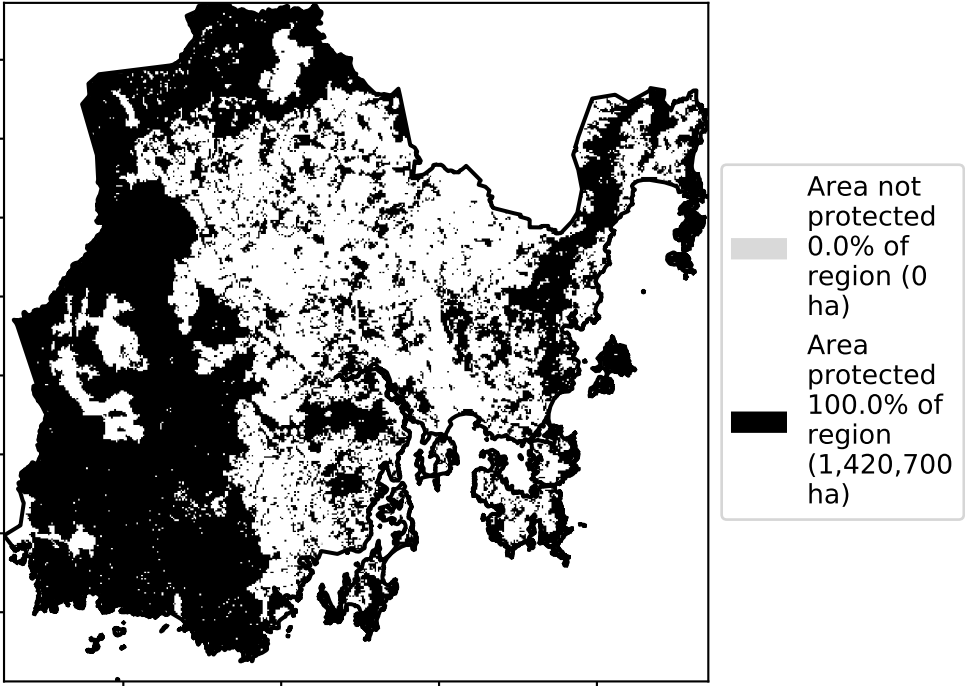 Area not
protected
0.0% of
region (0
ha)
Area
protected
100.0% of
region
(1,420,700
ha)